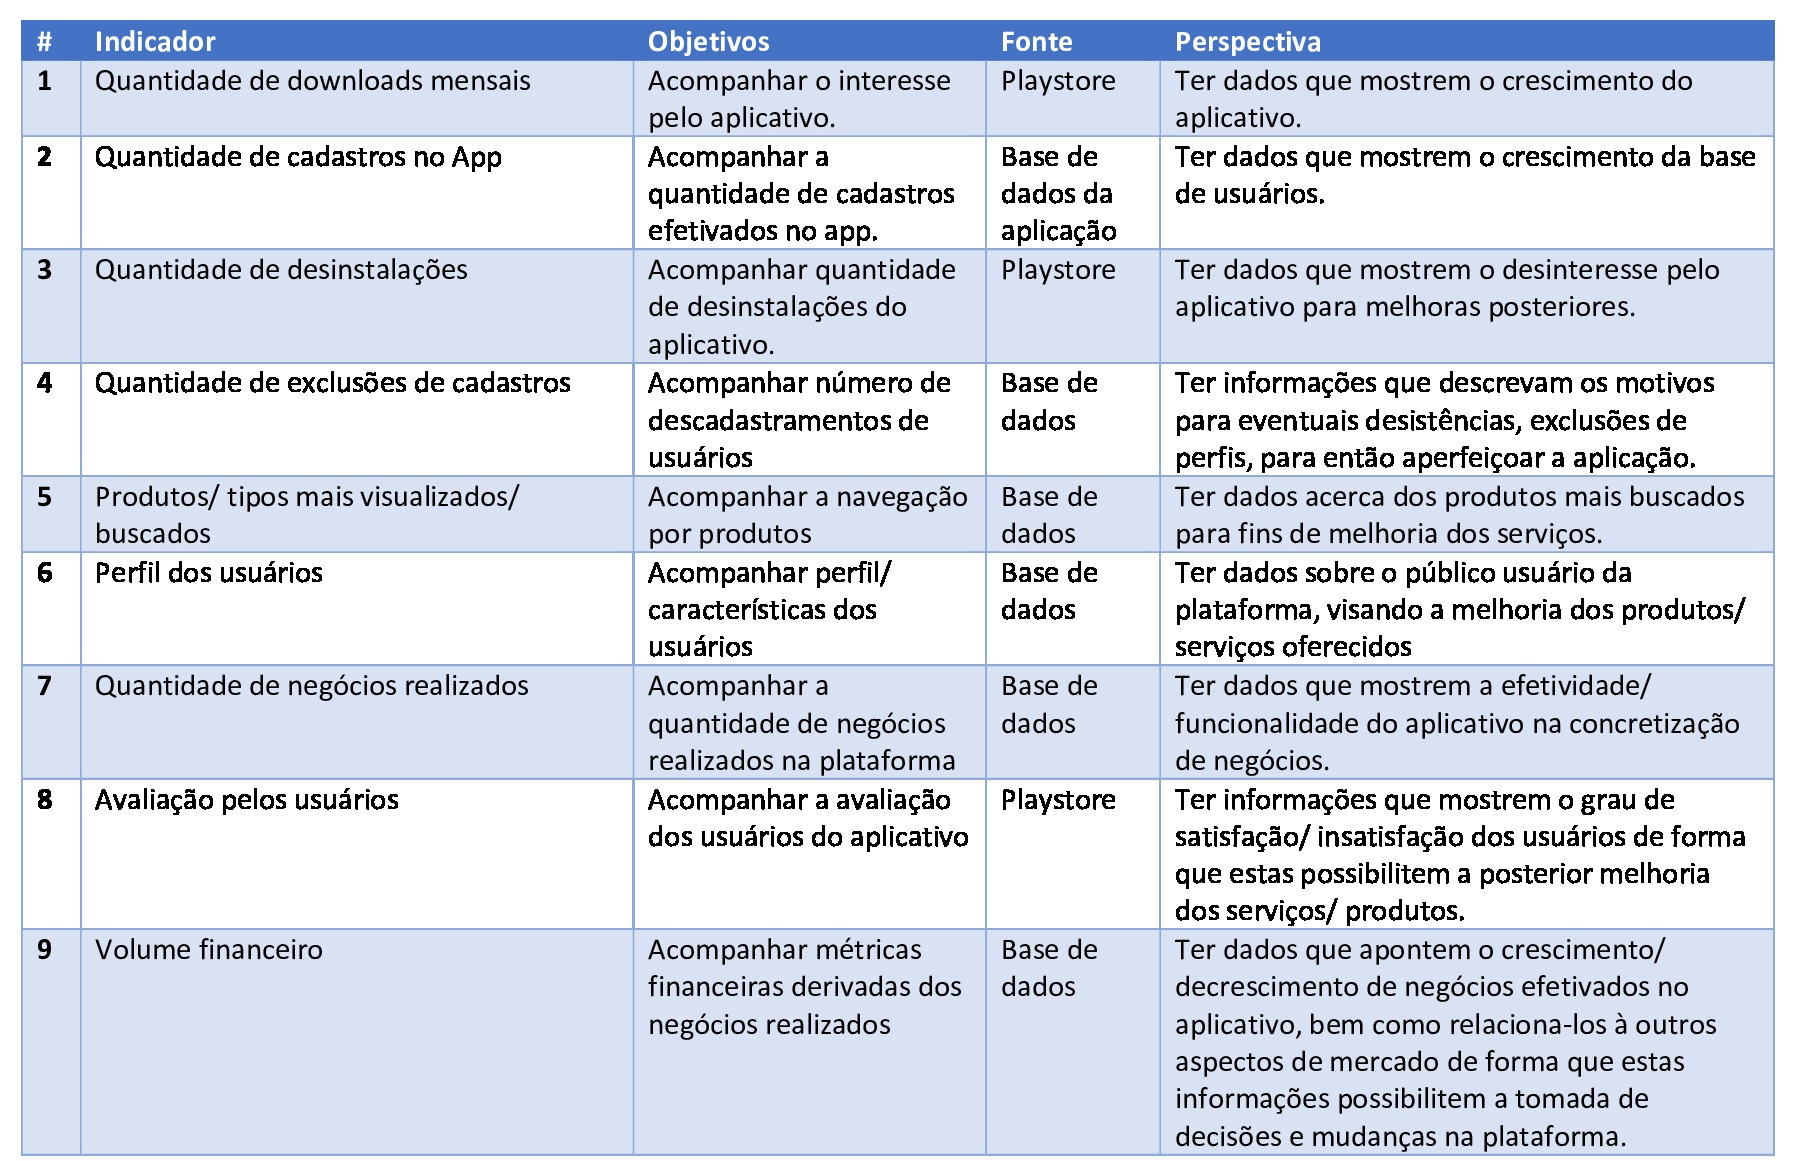 # Indicador Objetivos Fonte Perspectiva
1 Quantidade de downloads mensais Acompanhar o interesse Playstore Ter dados que mostrem o crescimento do
pelo aplicativo. aplicativo.
2 Quantidade de cadastros no App Acompanhar a Base de Ter dados que mostrem o crescimento da base
quantidade de cadastros dados da de usuários.
efetivados no app. aplicação
3 Quantidade de desinstalações Acompanhar quantidade Playstore Ter dados que mostrem o desinteresse pelo
de desinstalações do aplicativo para melhoras posteriores.
aplicativo.
4 Quantidade de exclusões de cadastros Acompanhar número de Base de Ter informações que descrevam os motivos
descadastramentos de dados para eventuais desistências, exclusões de
usuários perfis, para então aperfeiçoar a aplicação.
5 Produtos/ tipos mais visualizados/ Acompanhar a navegação Base de Ter dados acerca dos produtos mais buscados
buscados por produtos dados para fins de melhoria dos serviços.
6 Perfil dos usuários Acompanhar perfil/ Base de Ter dados sobre o público usuário da
características dos dados plataforma, visando a melhoria dos produtos/
usuários serviços oferecidos
7 Quantidade de negócios realizados Acompanhar a Base de Ter dados que mostrem a efetividade/
quantidade de negócios dados funcionalidade do aplicativo na concretização
realizados na plataforma de negócios.
8 Avaliação pelos usuários Acompanhar a avaliação Playstore Ter informações que mostrem o grau de
dos usuários do aplicativo satisfação/ insatisfação dos usuários de forma
que estas possibilitem a posterior melhoria
dos serviços/ produtos.
9 Volume financeiro Acompanhar métricas Base de Ter dados que apontem o crescimento/
financeiras derivadas dos dados decrescimento de negócios efetivados no
negócios realizados aplicativo, bem como relaciona-los à outros
aspectos de mercado de forma que estas
informações possibilitem a tomada de
decisões e mudanças na plataforma.